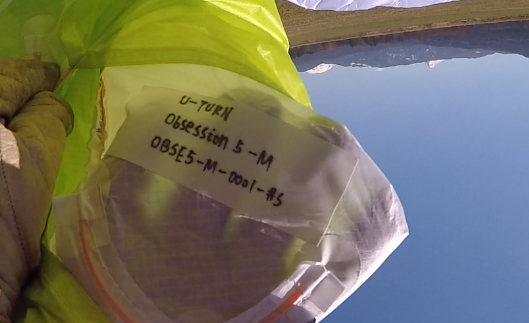 U-TURN
Obsession 5-M
OBSE5-M-0001-#5